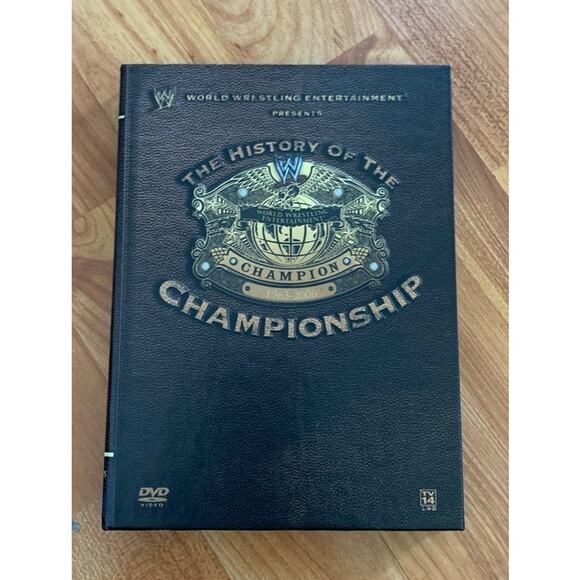 W WORLD WRESTLING ENTERTAINMENT
PRESENTS
THE HISTORY OF THE
W
WORLD WRESTLING
ENTERTAINMENT
CHAMPION
1963-2006
CHAMPIONSHIP
DVD
VIDEO
TV
14
L-V-D